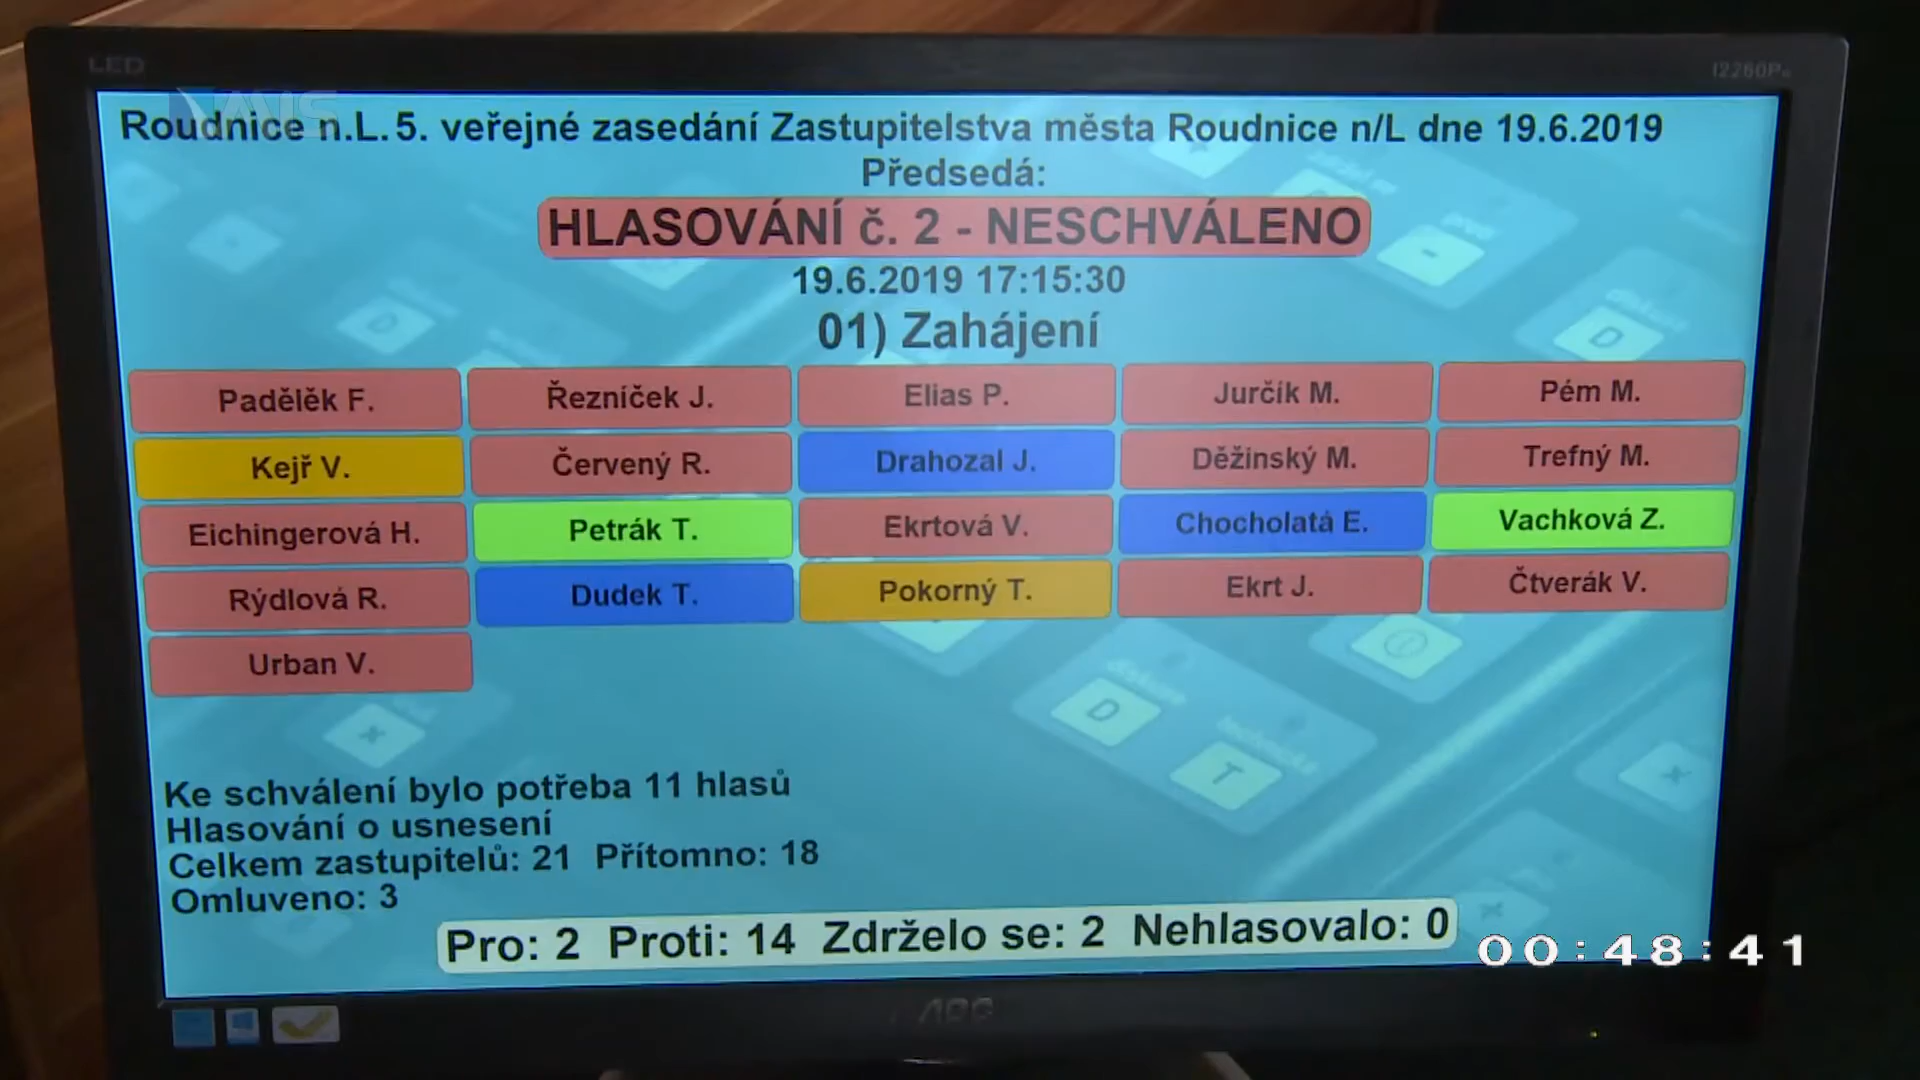 LED
Roudnice n.L. 5. veřejné zasedání Zastupitelstva města Roudnice n/L dne 19.6.2019
Předsedá:
HLASOVÁNÍ č. 2 - NESCHVÁLENO
19.6.2019 17:15:30
01) Zahájení
Padělěk F. Řezníček J. Elias P. Jurčík M. Pém M.
Kejř V. Červený R. Drahozal J. Děžinský M. Trefný M.
Eichingerová H. Petrák T. Ekrtová V. Chocholatá E. Vachková Z.
Rýdlová R. Dudek T. Pokorný T. Ekrt J. Čtverák V.
Urban V.
Ke schválení bylo potřeba 11 hlasů
Hlasování o usnesení
Celkem zastupitelů: 21 Přítomno: 18
Omluveno: 3
Pro: 2 Proti: 14 Zdrželo se: 2 Nehlasovalo: 0
00:48:41
AOC